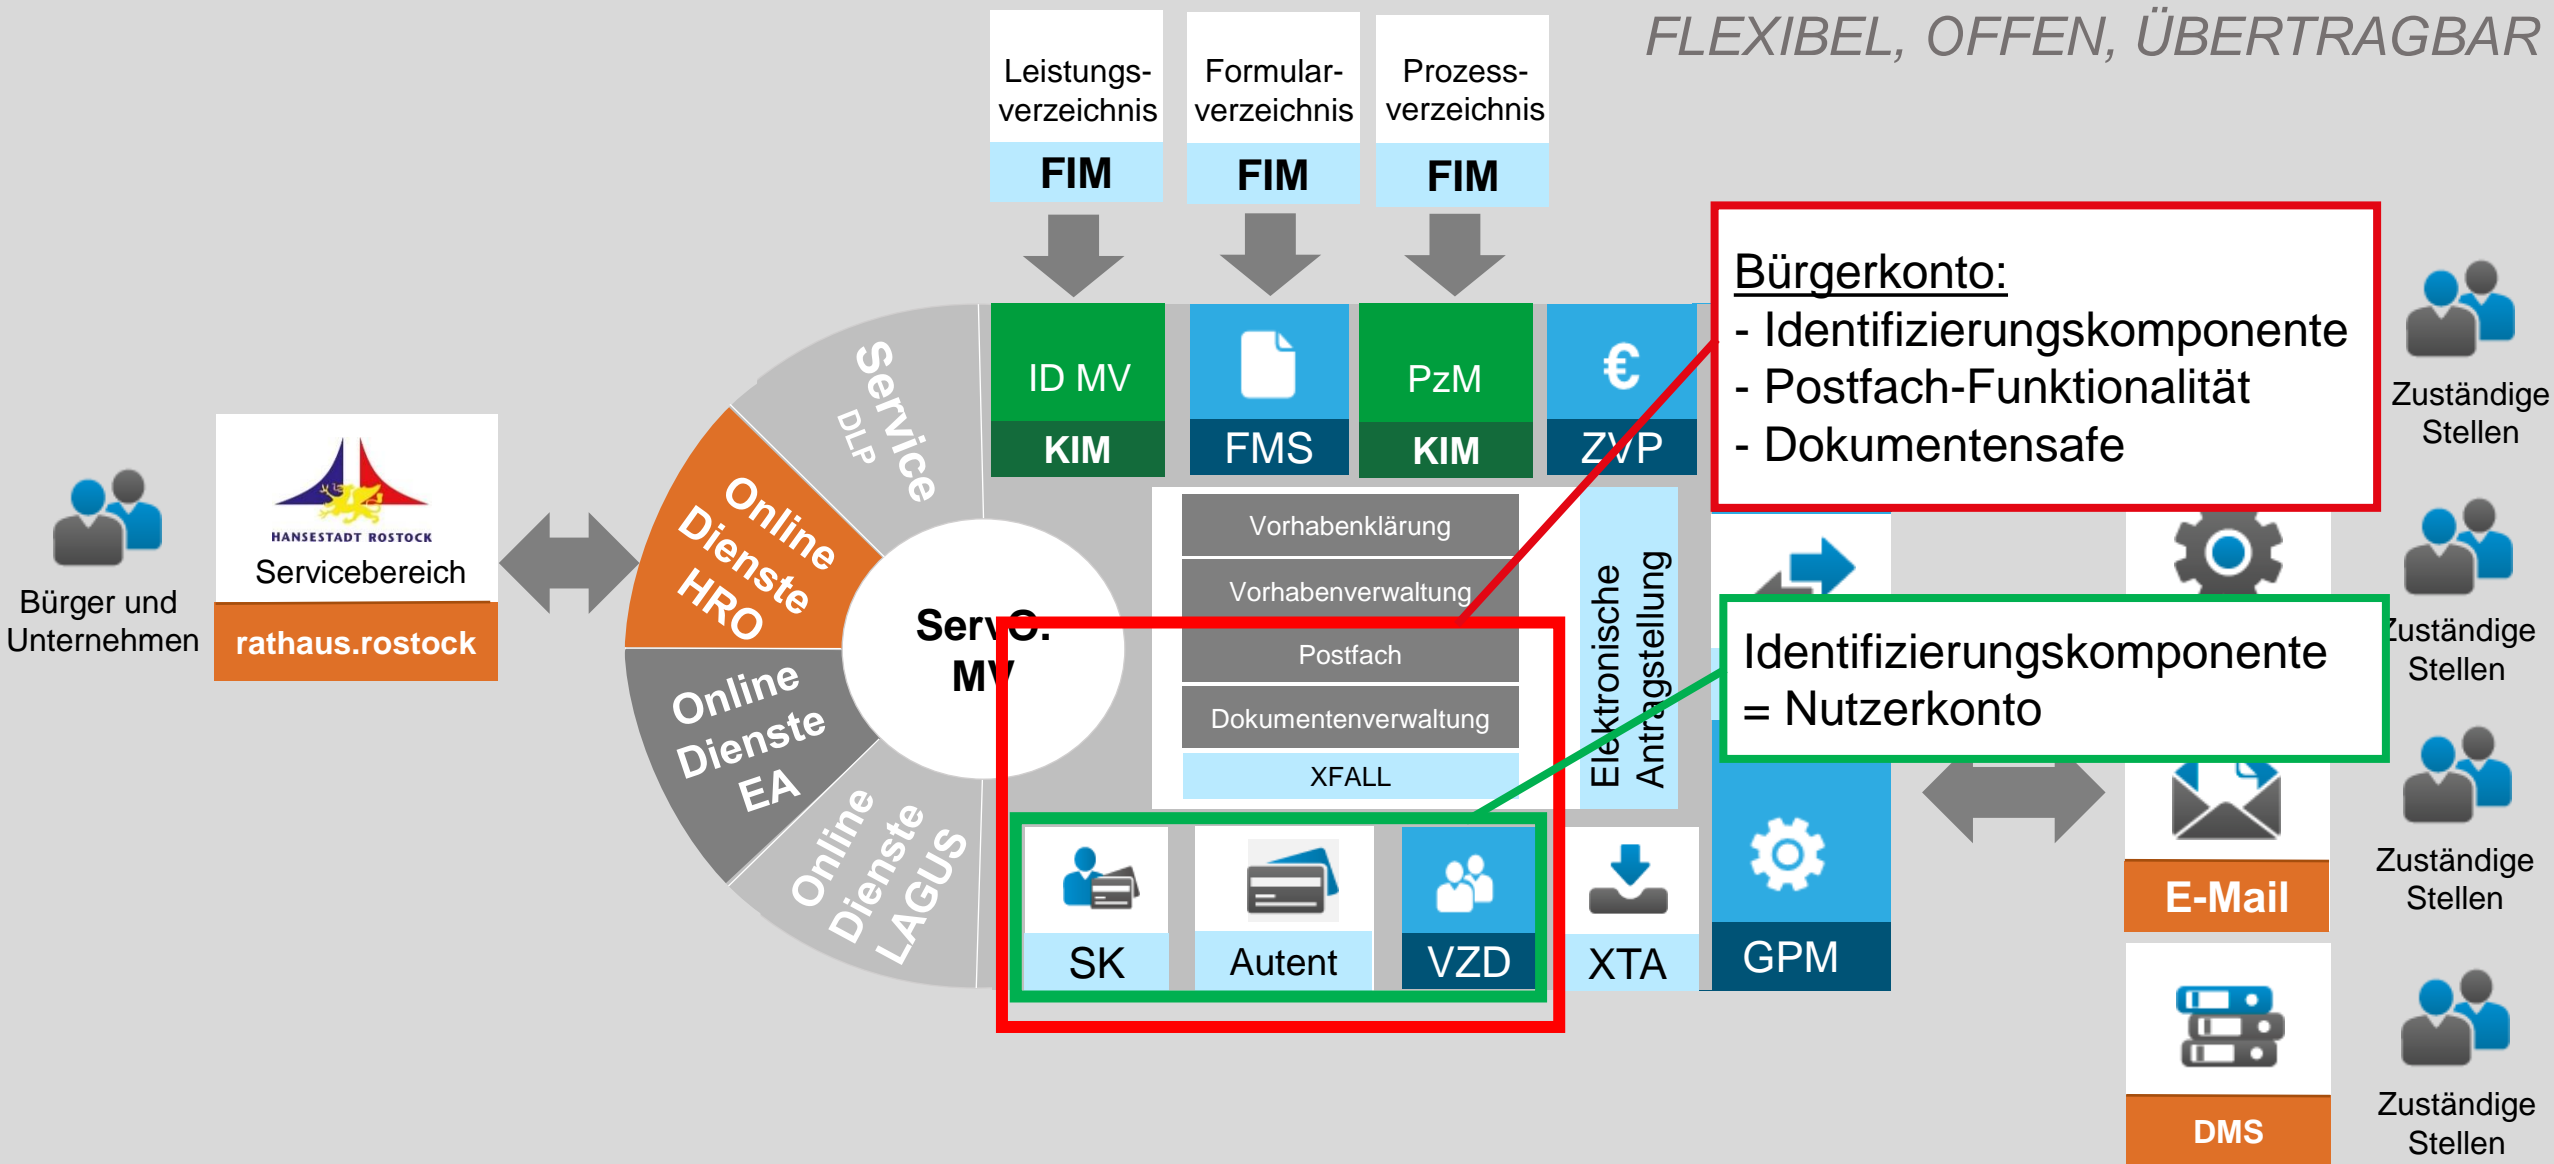 FLEXIBEL, OFFEN, ÜBERTRAGBAR
Leistungs-
verzeichnis
FIM
Formular-
verzeichnis
FIM
Prozess-
verzeichnis
FIM
Bürger und
Unternehmen
HANSESTADT ROSTOCK
Servicebereich
rathaus.rostock
Service
DLP
Online
Dienste
HRO
Online
Dienste
EA
Online
Dienste
LAGUS
ServO.
MV
ID MV
KIM
FMS
PzM
KIM
€
ZVP
Vorhabenklärung
Vorhabenverwaltung
Postfach
Dokumentenverwaltung
XFALL
Elektronische
Antragstellung
SK
Autent
VZD
XTA
GPM
Bürgerkonto:
- Identifizierungskomponente
- Postfach-Funktionalität
- Dokumentensafe
Identifizierungskomponente
= Nutzerkonto
E-Mail
DMS
Zuständige
Stellen
Zuständige
Stellen
Zuständige
Stellen
Zuständige
Stellen